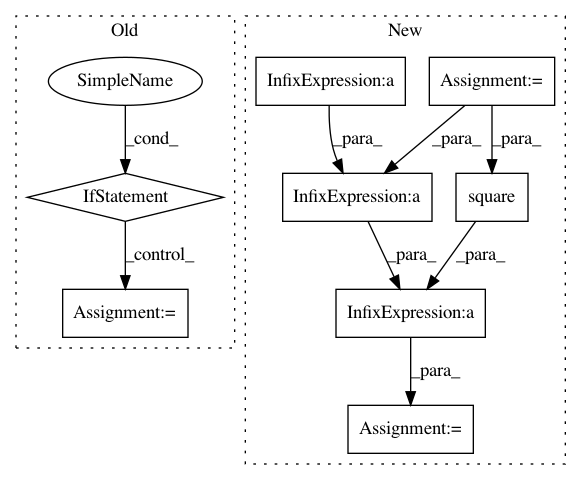 Old
New
SimpleName
InfixExpression:a
Assignment:=
_cond_
_para_
_para_
_para_
IfStatement
InfixExpression:a
square
_control_
_para_
_para_
Assignment:=
InfixExpression:a
_para_
Assignment:=